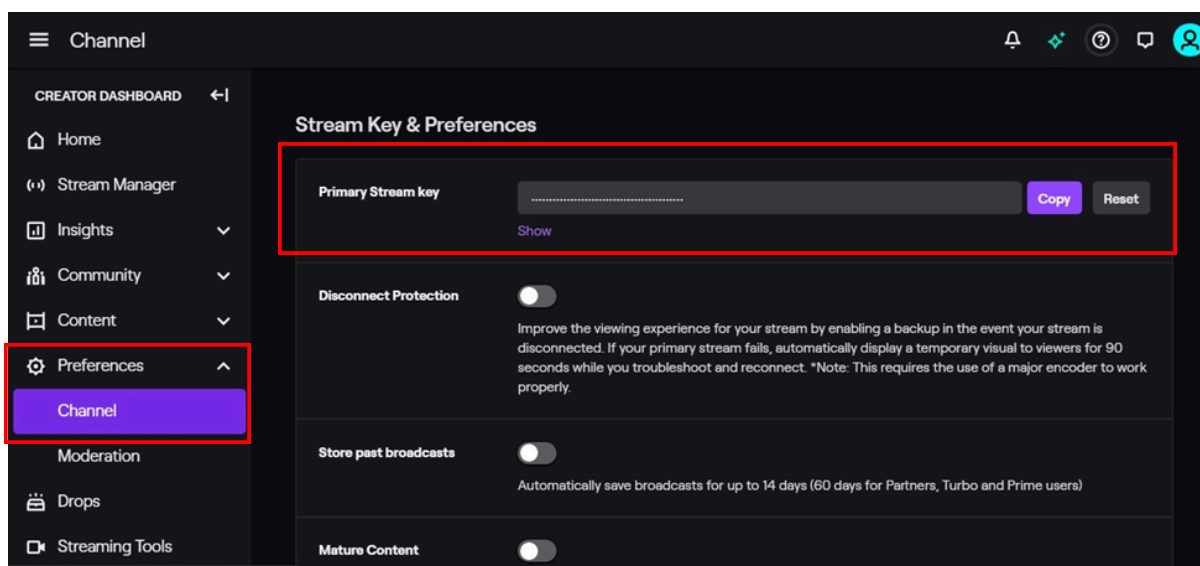 Channel
CREATOR DASHBOARD
Home
Stream Manager
Insights
Community
Content
Preferences
Channel
Moderation
Drops
Streaming Tools
Stream Key & Preferences
Primary Stream key
Copy
Reset
Show
Disconnect Protection
Improve the viewing experience for your stream by enabling a backup in the event your stream is
disconnected. If your primary stream fails, automatically display a temporary visual to viewers for 90
seconds while you troubleshoot and reconnect. *Note: This requires the use of a major encoder to work
properly.
Store past broadcasts
Automatically save broadcasts for up to 14 days (60 days for Partners, Turbo and Prime users)
Mature Content